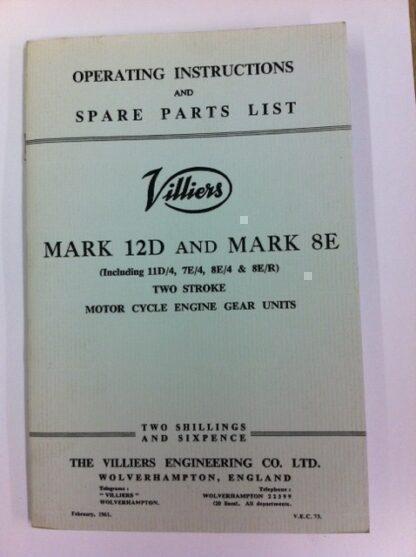 OPERATING INSTRUCTIONS
AND
SPARE PARTS LIST
Villiers
MARK 12D AND MARK 8E
(Including 11D/4, 7E/4, 8E/4 & 8E/R)
TWO STROKE
MOTOR CYCLE ENGINE GEAR UNITS
TWO SHILLINGS
AND SIXPENCE
THE VILLIERS ENGINEERING CO. LTD.
WOLVERHAMPTON, ENGLAND
Telegrams :
"VILLIERS"
WOLVERHAMPTON.
Telephone :
WOLVERHAMPTON 22399
(20 lines). All departments.
February, 1961.
V.E.C. 73.